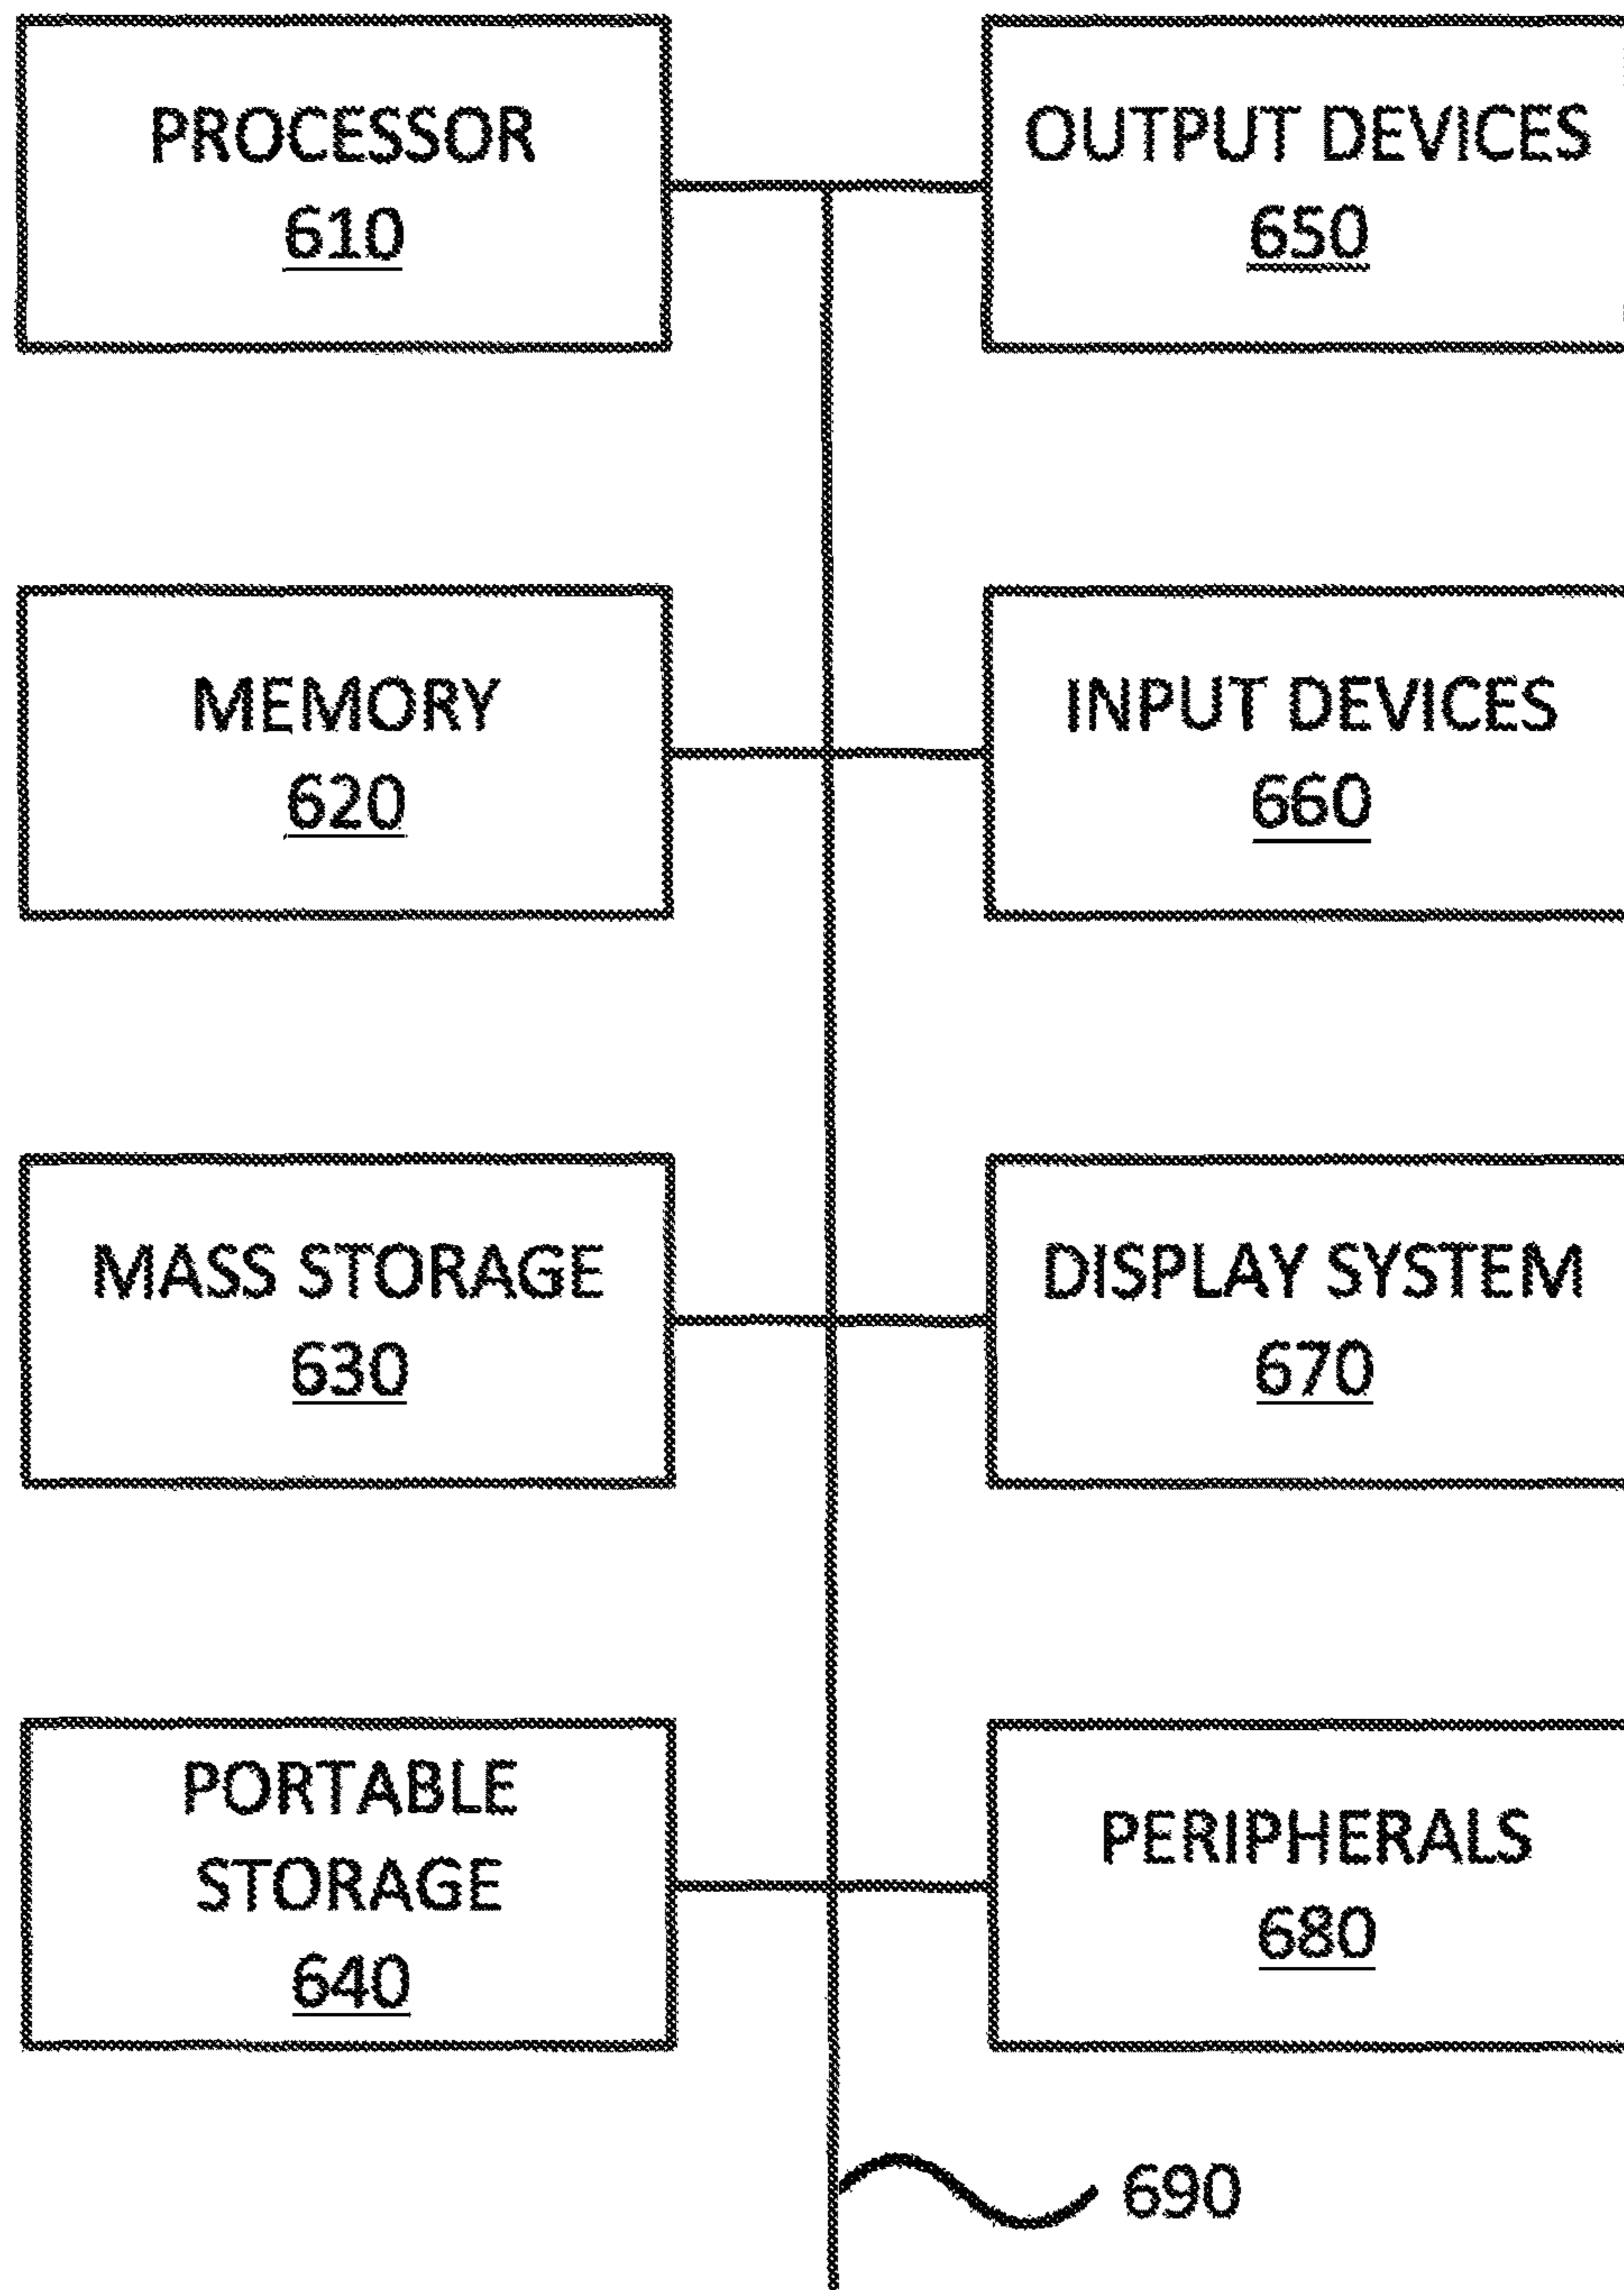 PROCESSOR
610
OUTPUT DEVICES
650
MEMORY
620
INPUT DEVICES
660
MASS STORAGE
630
DISPLAY SYSTEM
670
PORTABLE
STORAGE
640
PERIPHERALS
680
690